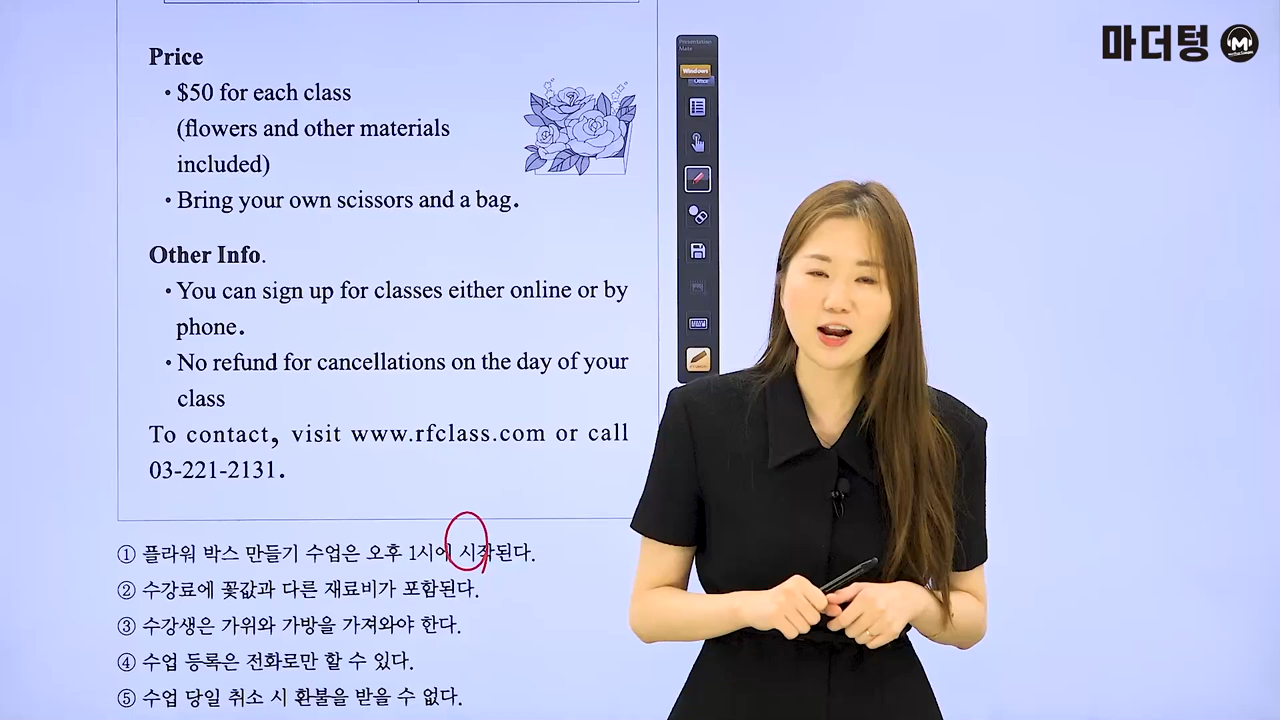 마더텅
M
Presentation
Mate
Windows
Office
Price
• $50 for each class
(flowers and other materials
included)
• Bring your own scissors and a bag.
Other Info.
• You can sign up for classes either online or by
phone.
• No refund for cancellations on the day of your
class
To contact, visit www.rfclass.com or call
03-221-2131.
① 플라워 박스 만들기 수업은 오후 1시에 시작된다.
② 수강료에 꽃값과 다른 재료비가 포함된다.
③ 수강생은 가위와 가방을 가져와야 한다.
④ 수업 등록은 전화로만 할 수 있다.
⑤ 수업 당일 취소 시 환불을 받을 수 없다.